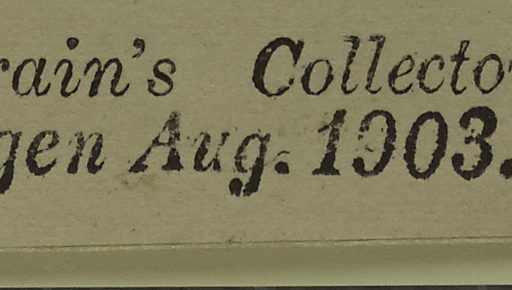 rain's Collecto
gen Aug. 1903.